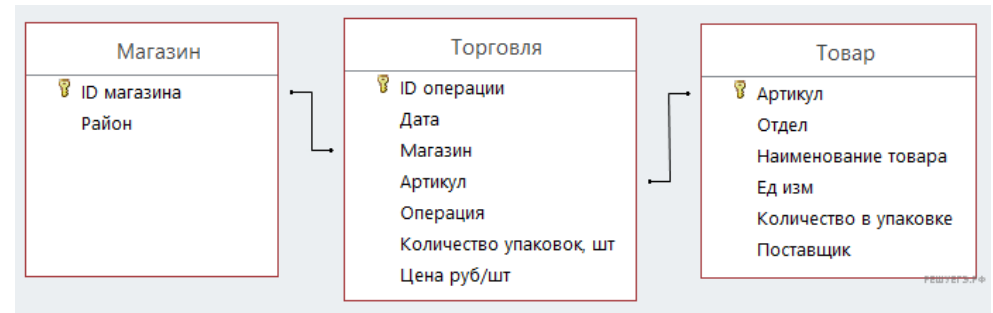 Магазин
ID магазина
Район
Торговля
ID операции
Дата
Магазин
Артикул
Операция
Количество упаковок, шт
Цена руб/шт
Товар
Артикул
Отдел
Наименование товара
Ед изм
Количество в упаковке
Поставщик
РЕШУЕГЭ.РФ